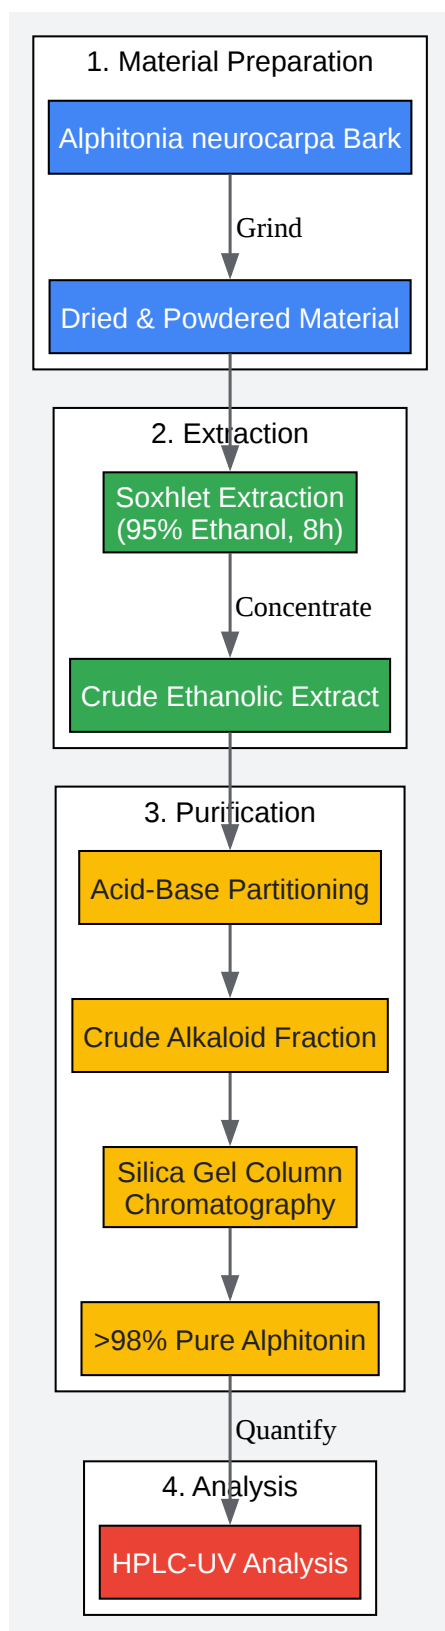 1. Material Preparation
Alphitonia neurocarpa Bark
Grind
Dried & Powdered Material
2. Extraction
Soxhlet Extraction
(95% Ethanol, 8h)
Concentrate
Crude Ethanolic Extract
3. Purification
Acid-Base Partitioning
Crude Alkaloid Fraction
Silica Gel Column
Chromatography
>98% Pure Alphitonin
Quantify
4. Analysis
HPLC-UV Analysis